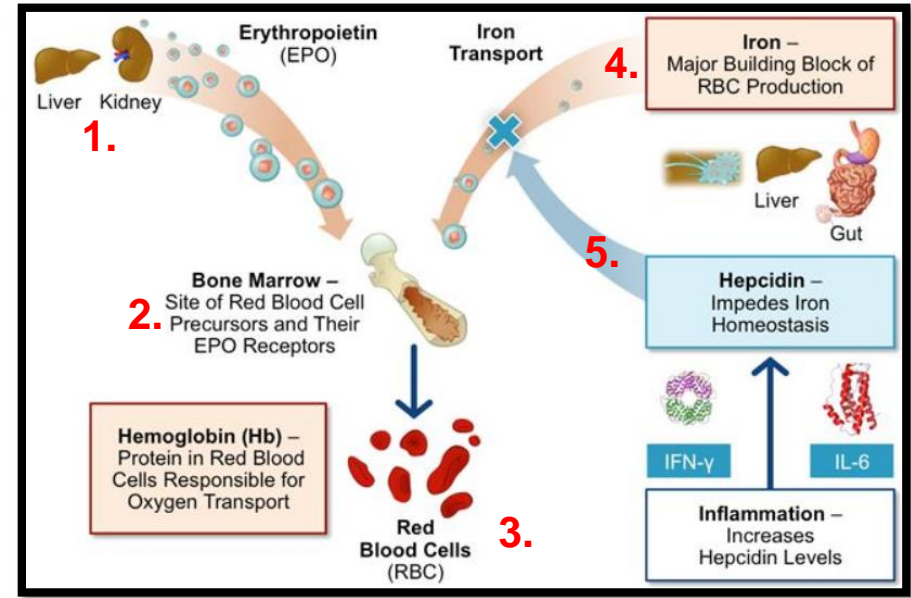 Erythropoietin
(EPO)
Iron
Transport
4.
Iron –
Major Building Block of
RBC Production
Liver
Kidney
1.
Liver
Gut
5.
Hepcidin –
Impedes Iron
Homeostasis
Bone Marrow –
Site of Red Blood Cell
2.
Precursors and Their
EPO Receptors
Hemoglobin (Hb) –
Protein in Red Blood
Cells Responsible for
Oxygen Transport
Red
Blood Cells
(RBC)
3.
IFN-γ
IL-6
Inflammation –
Increases
Hepcidin Levels